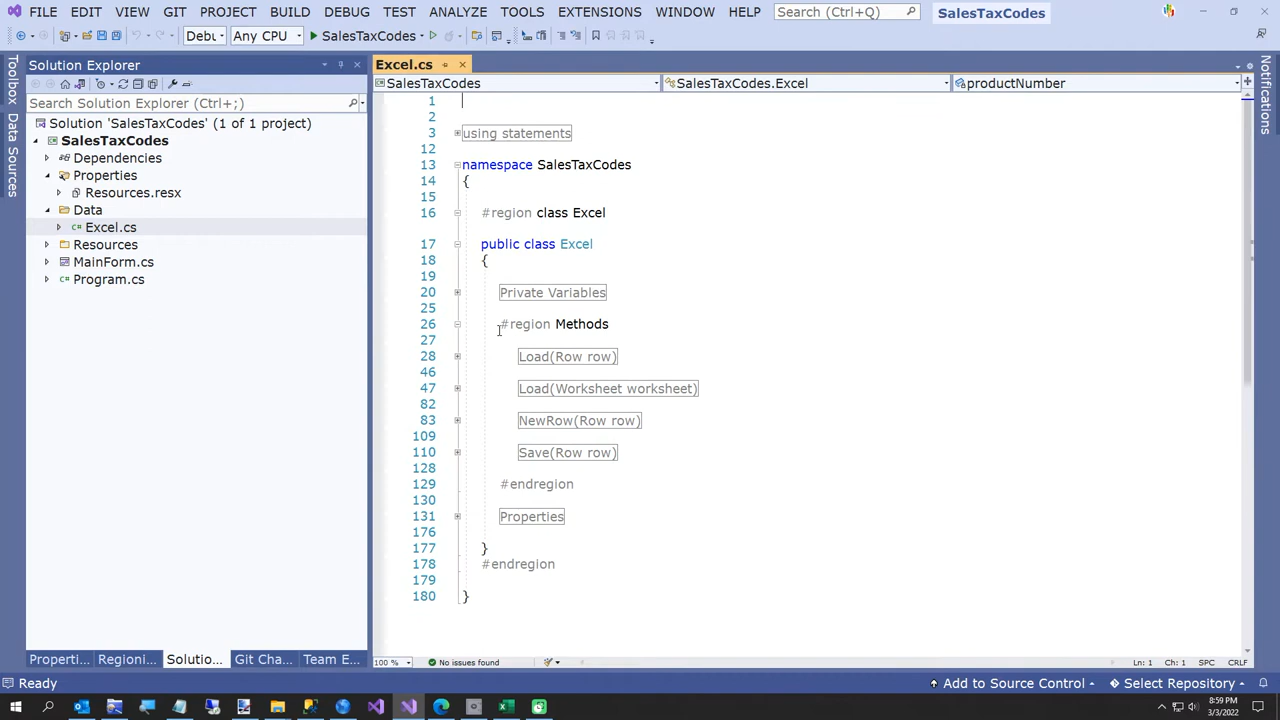 FILE EDIT VIEW GIT PROJECT BUILD DEBUG TEST ANALYZE TOOLS EXTENSIONS WINDOW HELP Search (Ctrl+Q) SalesTaxCodes
Debu Any CPU SalesTaxCodes
Toolbox
Data Sources
Solution Explorer
Search Solution Explorer (Ctrl+;)
Solution 'SalesTaxCodes' (1 of 1 project)
SalesTaxCodes
Dependencies
Properties
Resources.resx
Data
Excel.cs
Resources
MainForm.cs
Program.cs
Properti... Regioni... Solutio... Git Cha... Team E...
Excel.cs
SalesTaxCodes SalesTaxCodes.Excel productNumber
1
2
3 using statements
12
13 namespace SalesTaxCodes
14 {
15
16 #region class Excel
17 public class Excel
18 {
19
20 Private Variables
25
26 #region Methods
27
28 Load(Row row)
46
47 Load(Worksheet worksheet)
82
83 NewRow(Row row)
109
110 Save(Row row)
128
129 #endregion
130
131 Properties
176
177 }
178 #endregion
179
180 }
100 % No issues found Ln: 1 Ch: 1 SPC CRLF
Notifications
Ready Add to Source Control Select Repository
8:59 PM
3/3/2022